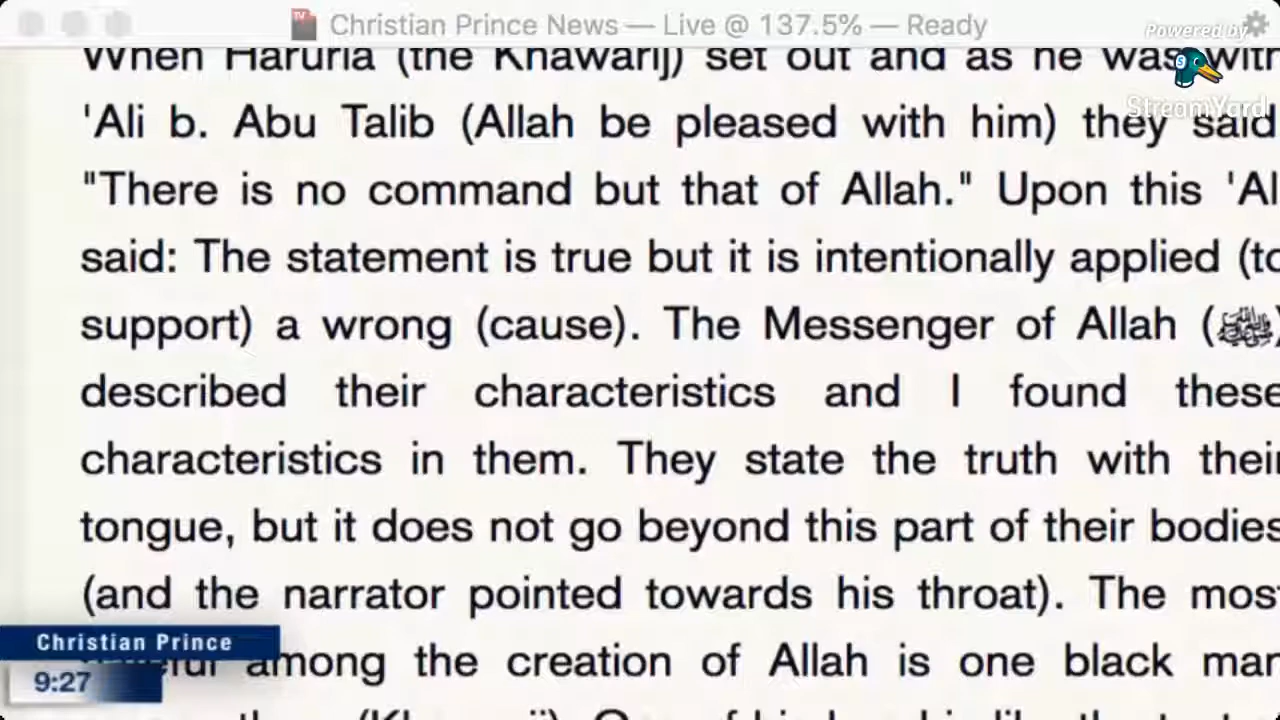 Christian Prince News — Live @ 137.5% — Ready
Powered by
StreamYard
When Haruria (the Khawarij) set out and as he was with
'Ali b. Abu Talib (Allah be pleased with him) they said
"There is no command but that of Allah." Upon this 'Al
said: The statement is true but it is intentionally applied (to
support) a wrong (cause). The Messenger of Allah (ﷺ)
described their characteristics and I found these
characteristics in them. They state the truth with their
tongue, but it does not go beyond this part of their bodies
(and the narrator pointed towards his throat). The most
among the creation of Allah is one black man
Christian Prince
9:27